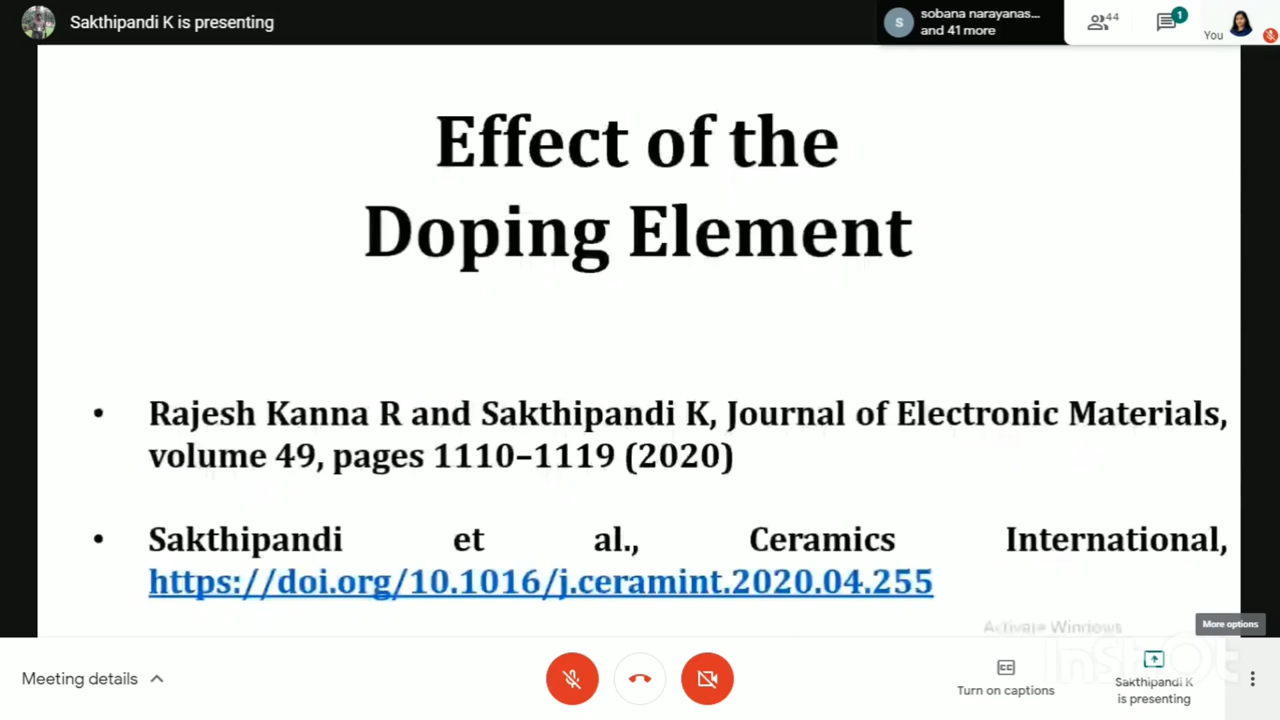 Sakthipandi K is presenting
S
sobana narayanas...
and 41 more
44
1
You
Effect of the
Doping Element
• Rajesh Kanna R and Sakthipandi K, Journal of Electronic Materials,
volume 49, pages 1110–1119 (2020)
• Sakthipandi et al., Ceramics International,
https://doi.org/10.1016/j.ceramint.2020.04.255
Activate Windows
More options
Meeting details
CC
Turn on captions
Sakthipandi K
is presenting
InShOt